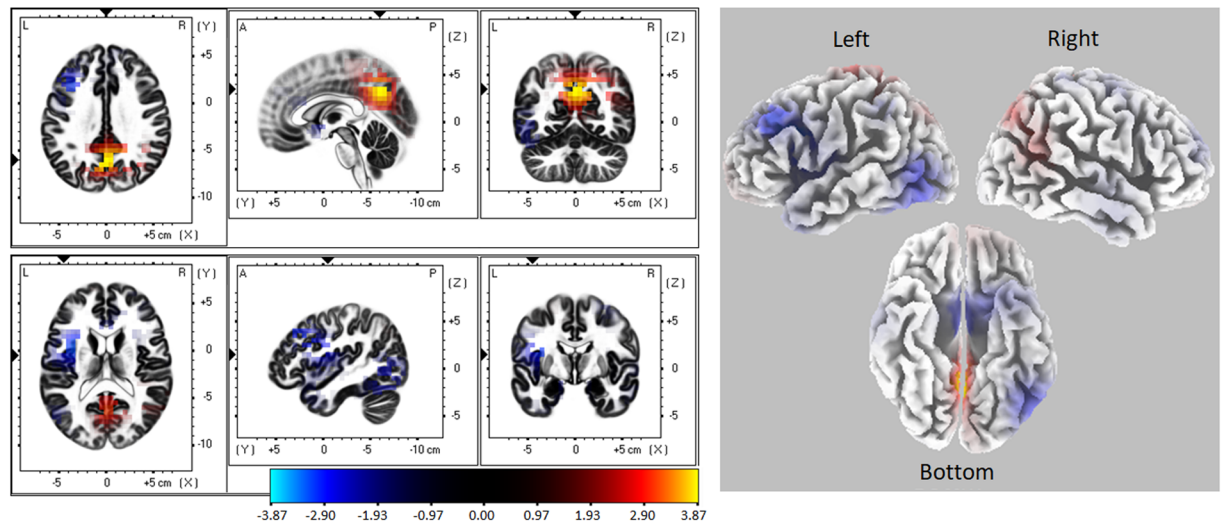 L R (Y) A P (Z) L R (Z)
+5 +5 +5
0 0 0
-5 -5 -5
-10
-5 0 +5 cm (X) (Y) +5 0 -5 -10 cm -5 0 +5 cm (X)
L R (Y) A P (Z) L R (Z)
+5 +5 +5
0 0 0
-5 -5 -5
-10
-5 0 +5 cm (X) (Y) +5 0 -5 -10 cm -5 0 +5 cm (X)
-3.87 -2.90 -1.93 -0.97 0.00 0.97 1.93 2.90 3.87
Left Right
Bottom